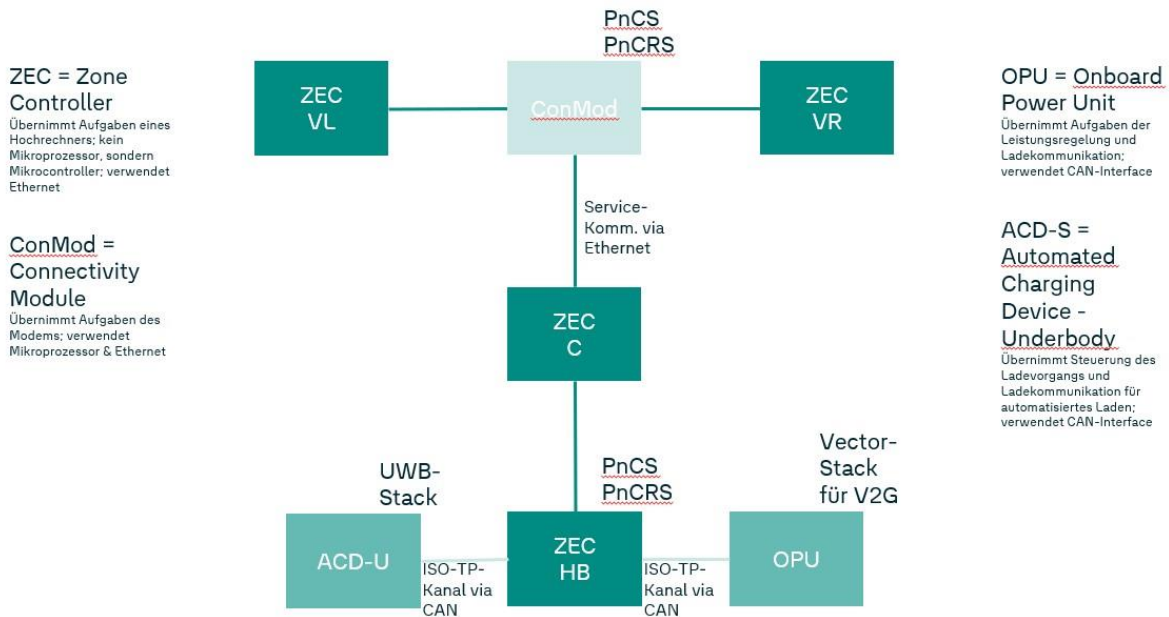 PnCS
PnCRS
ZEC = Zone
Controller
Übernimmt Aufgaben eines
Hochrechners; kein
Mikroprozessor, sondern
Mikrocontroller; verwendet
Ethernet
ZEC
VL
ConMod
ZEC
VR
OPU = Onboard
Power Unit
Übernimmt Aufgaben der
Leistungsregelung und
Ladekommunikation;
verwendet CAN-Interface
Service-
Komm. via
Ethernet
ConMod =
Connectivity
Module
Übernimmt Aufgaben des
Modems; verwendet
Mikroprozessor & Ethernet
ACD-S =
Automated
Charging
Device -
Underbody
Übernimmt Steuerung des
Ladevorgangs und
Ladekommunikation für
automatisiertes Laden;
verwendet CAN-Interface
ZEC
C
UWB-
Stack
PnCS
PnCRS
Vector-
Stack
für V2G
ACD-U
ISO-TP-
Kanal via
CAN
ZEC
HB
ISO-TP-
Kanal via
CAN
OPU